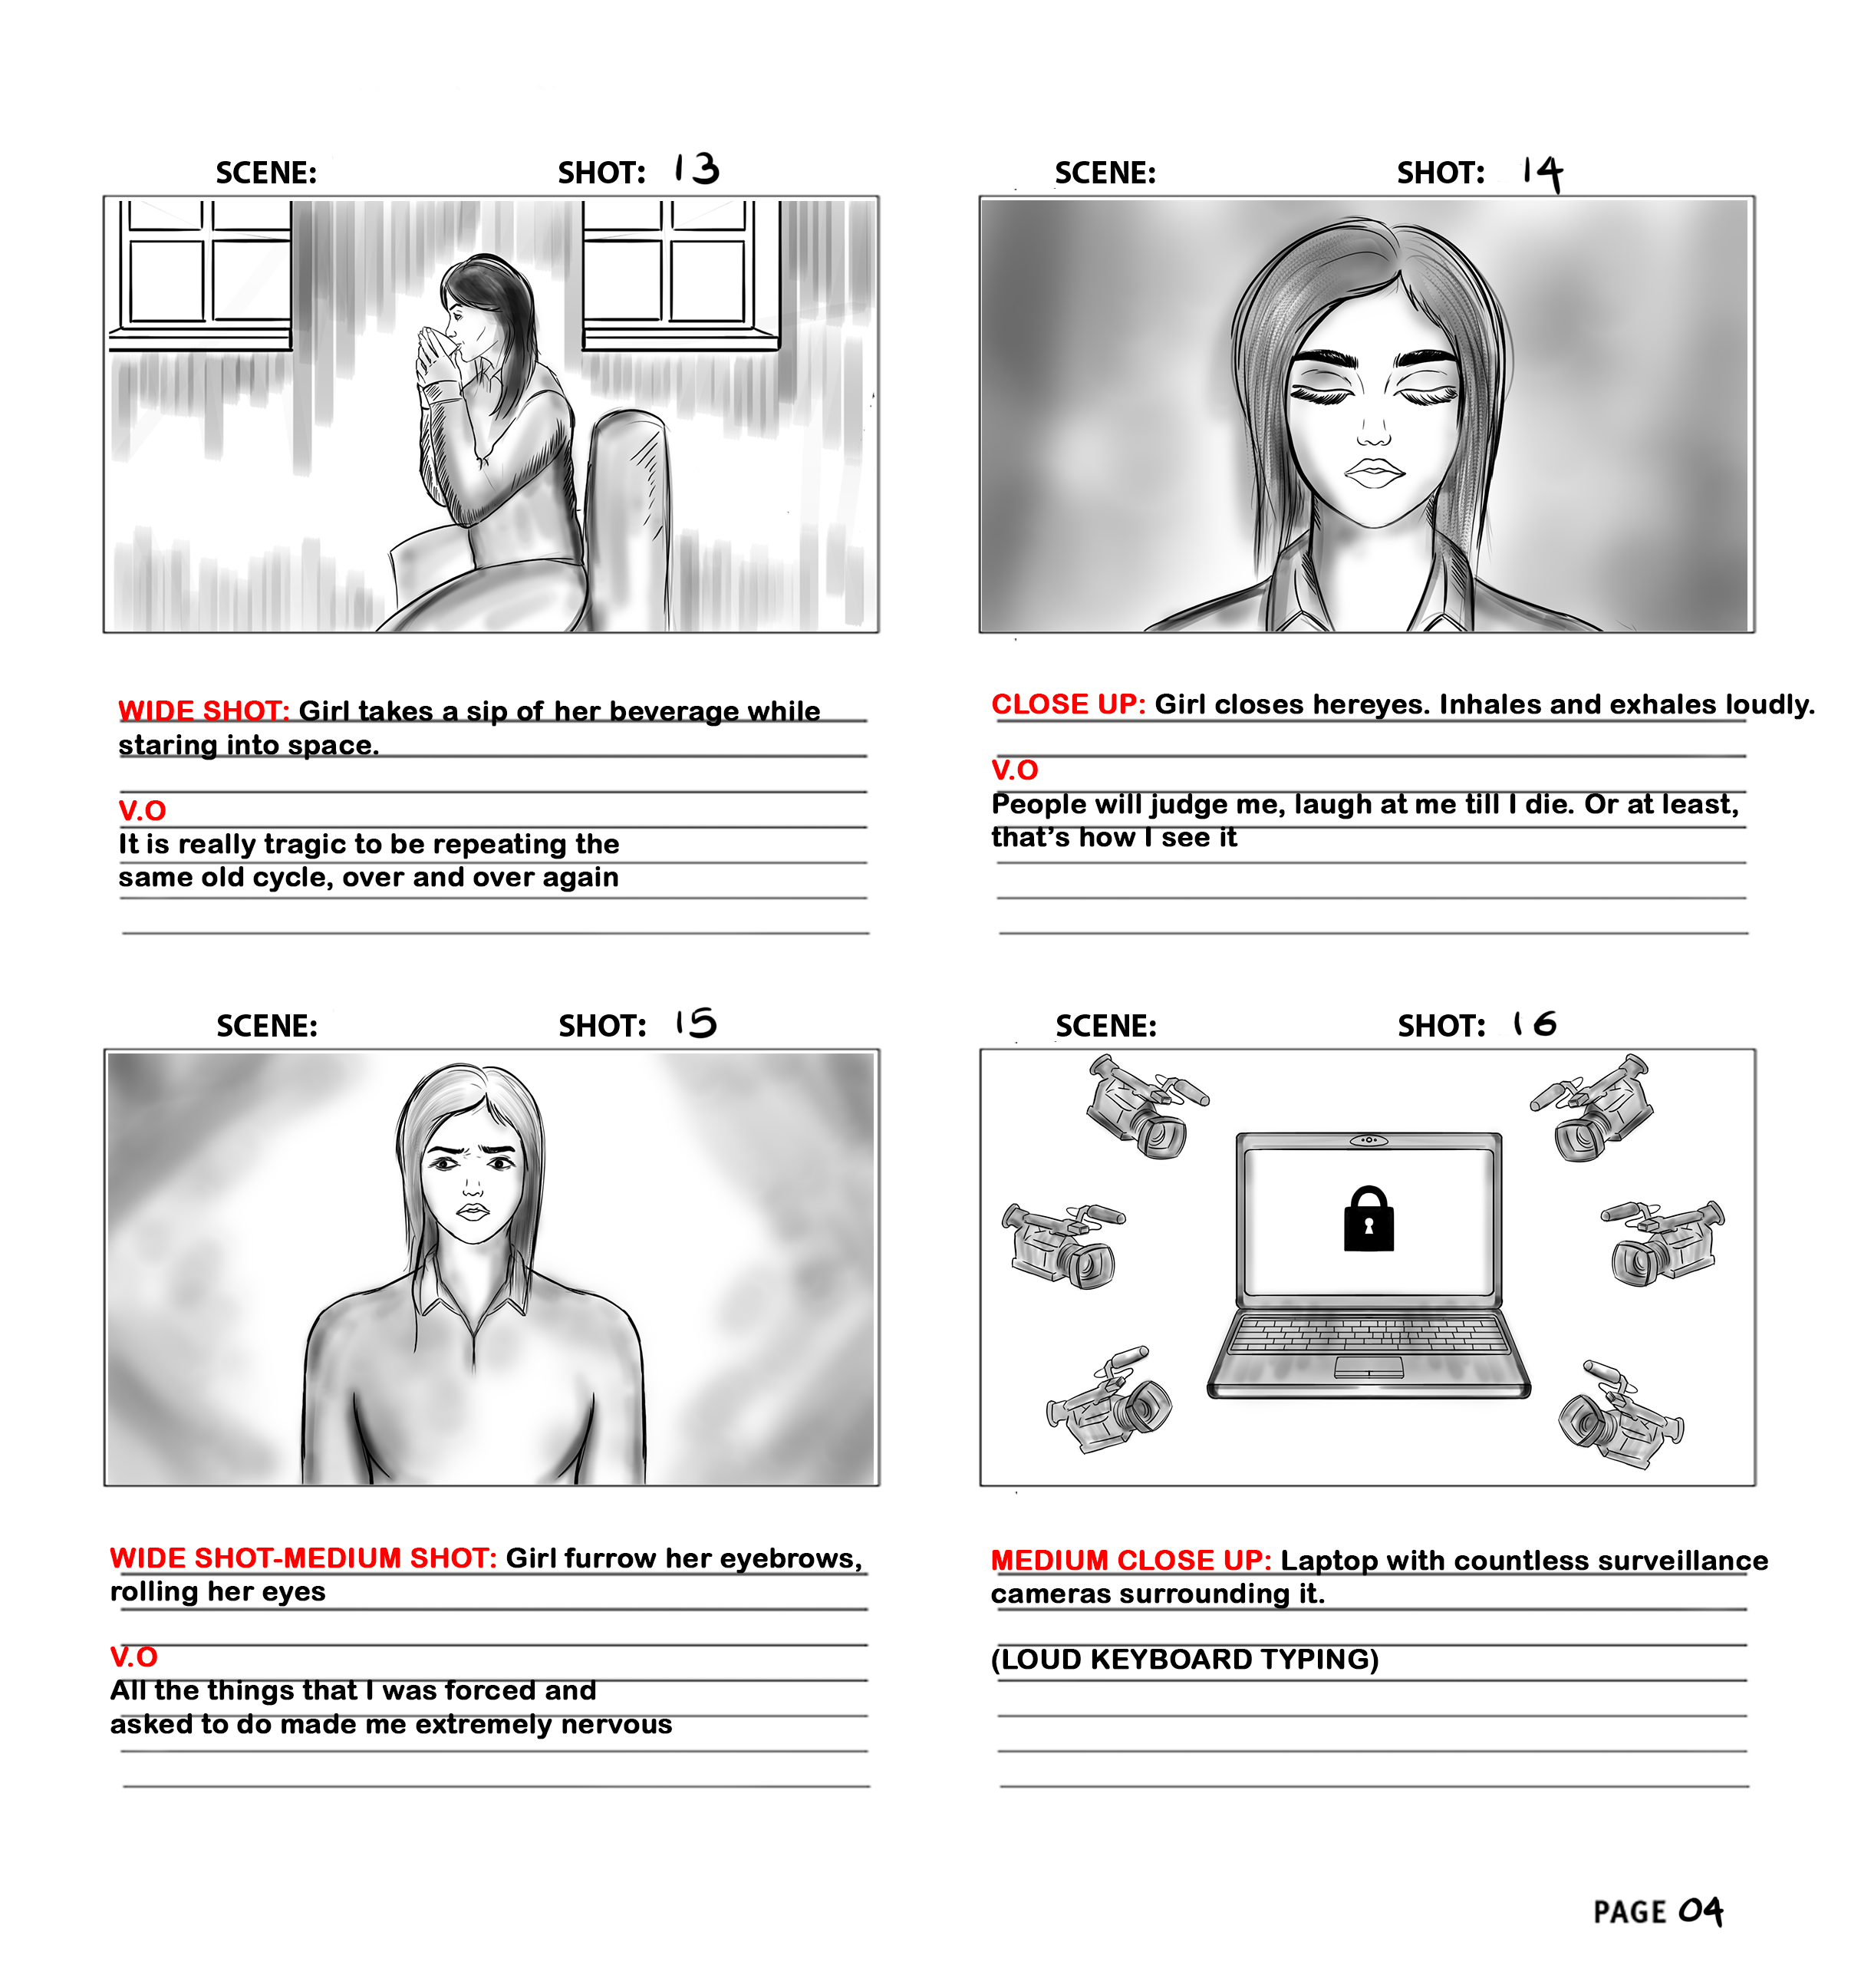 SCENE: SHOT: 13
WIDE SHOT: Girl takes a sip of her beverage while
staring into space.
V.O
It is really tragic to be repeating the
same old cycle, over and over again
SCENE: SHOT: 14
CLOSE UP: Girl closes hereyes. Inhales and exhales loudly.
V.O
People will judge me, laugh at me till I die. Or at least,
that's how I see it
SCENE: SHOT: 15
WIDE SHOT-MEDIUM SHOT: Girl furrow her eyebrows,
rolling her eyes
V.O
All the things that I was forced and
asked to do made me extremely nervous
SCENE: SHOT: 16
MEDIUM CLOSE UP: Laptop with countless surveillance
cameras surrounding it.
(LOUD KEYBOARD TYPING)
PAGE 04